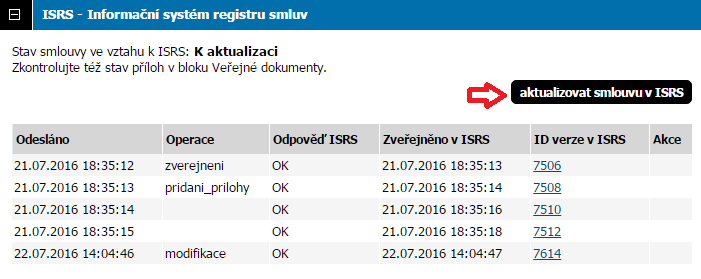 ISRS - Informační systém registru smluv
Stav smlouvy ve vztahu k ISRS: K aktualizaci
Zkontrolujte též stav příloh v bloku Veřejné dokumenty.
aktualizovat smlouvu v ISRS
Odesláno Operace Odpověď ISRS Zveřejněno v ISRS ID verze v ISRS Akce
21.07.2016 18:35:12 zverejneni OK 21.07.2016 18:35:13 7506
21.07.2016 18:35:13 pridani_prilohy OK 21.07.2016 18:35:14 7508
21.07.2016 18:35:14 OK 21.07.2016 18:35:16 7510
21.07.2016 18:35:15 OK 21.07.2016 18:35:18 7512
22.07.2016 14:04:46 modifikace OK 22.07.2016 14:04:47 7614